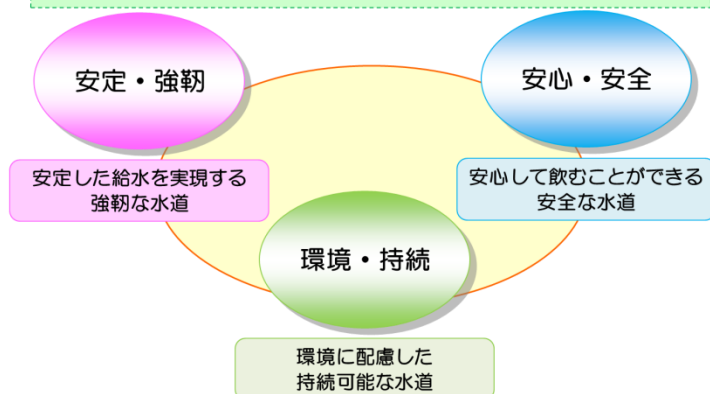 安定・強靭
安心・安全
安定した給水を実現する
強靭な水道
安心して飲むことができる
安全な水道
環境・持続
環境に配慮した
持続可能な水道